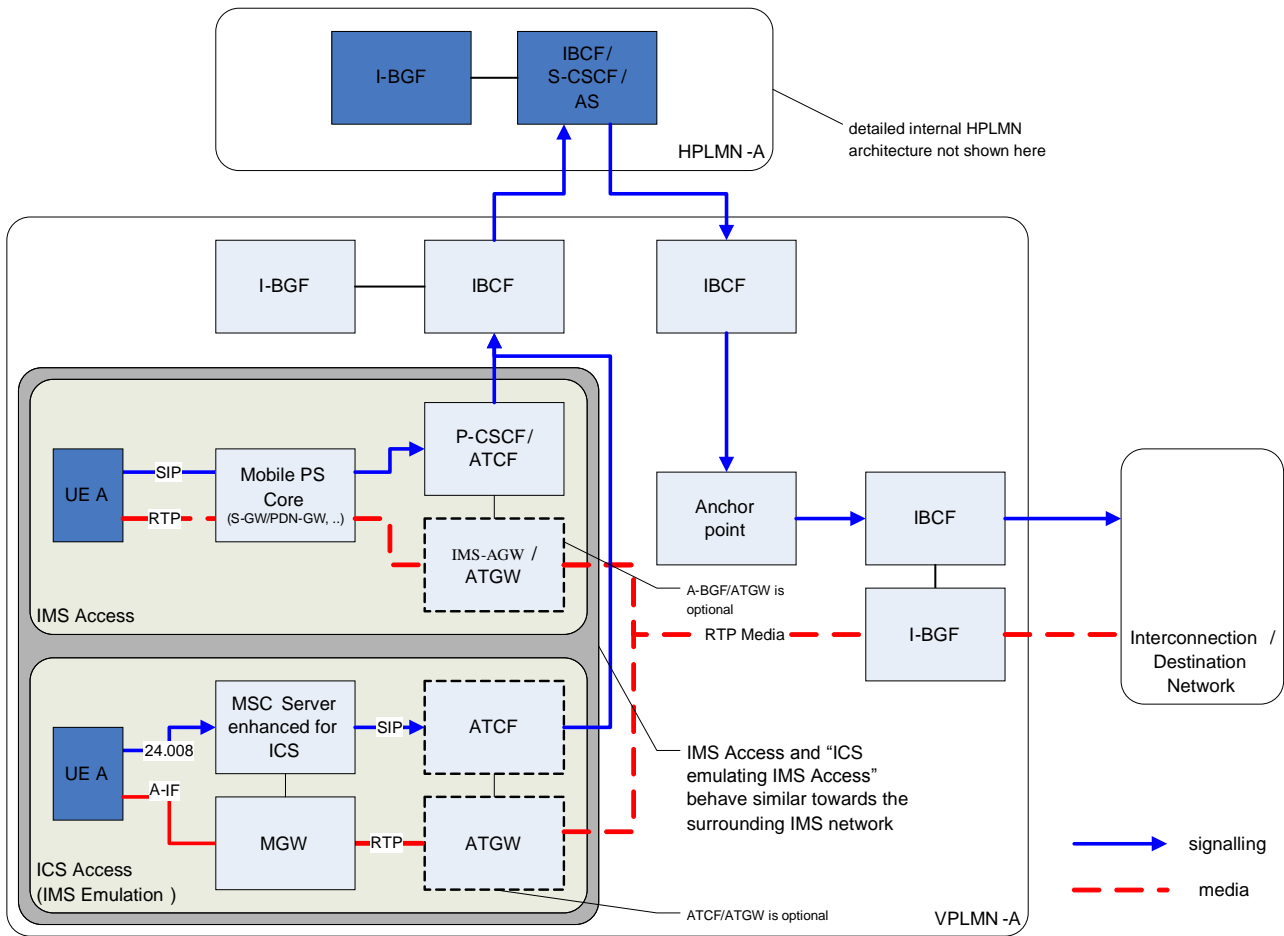 I-BGF
IBCF/
S-CSCF /
AS
detailed internal HPLMN
architecture not shown here
HPLMN -A
I-BGF
IBCF
IBCF
P-CSCF/
ATCF
UE A
SIP
RTP
Mobile PS
Core
(S-GW/PDN-GW, ..)
IMS-AGW /
ATGW
IMS Access
A-BGF/ATGW is
optional
Anchor
point
IBCF
I-BGF
RTP Media
Interconnection /
Destination
Network
UE A
24.008
A-IF
MSC Server
enhanced for
ICS
SIP
ATCF
MGW
RTP
ATGW
ICS Access
(IMS Emulation )
IMS Access and “ICS
emulating IMS Access”
behave similar towards the
surrounding IMS network
ATCF/ATGW is optional
signalling
media
VPLMN -A